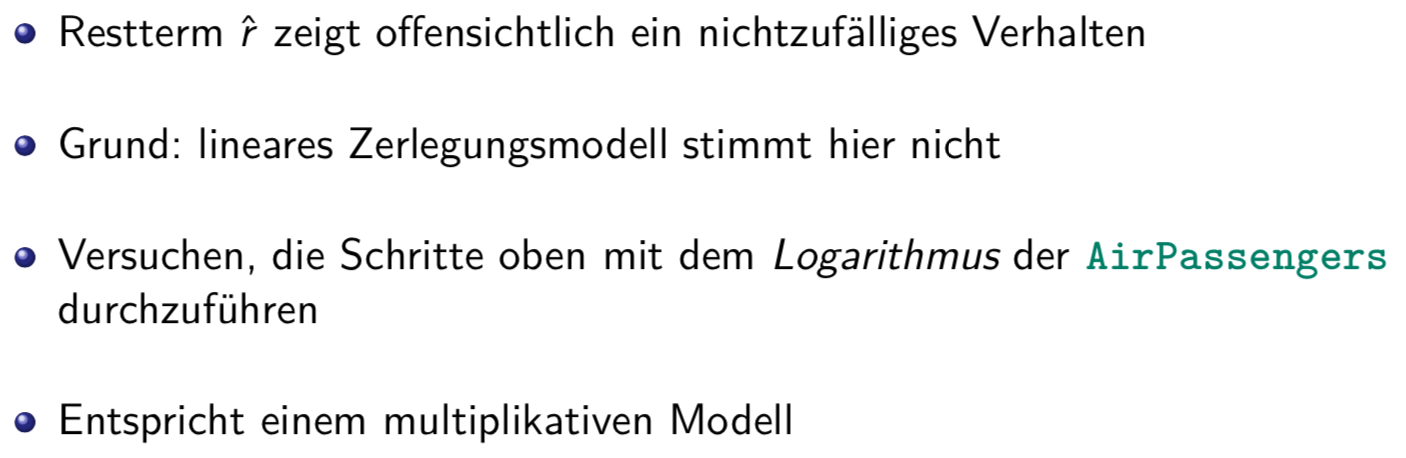 Restterm r̂ zeigt offensichtlich ein nichtzufälliges Verhalten
Grund: lineares Zerlegungsmodell stimmt hier nicht
Versuchen, die Schritte oben mit dem Logarithmus der AirPassengers
durchzuführen
Entspricht einem multiplikativen Modell